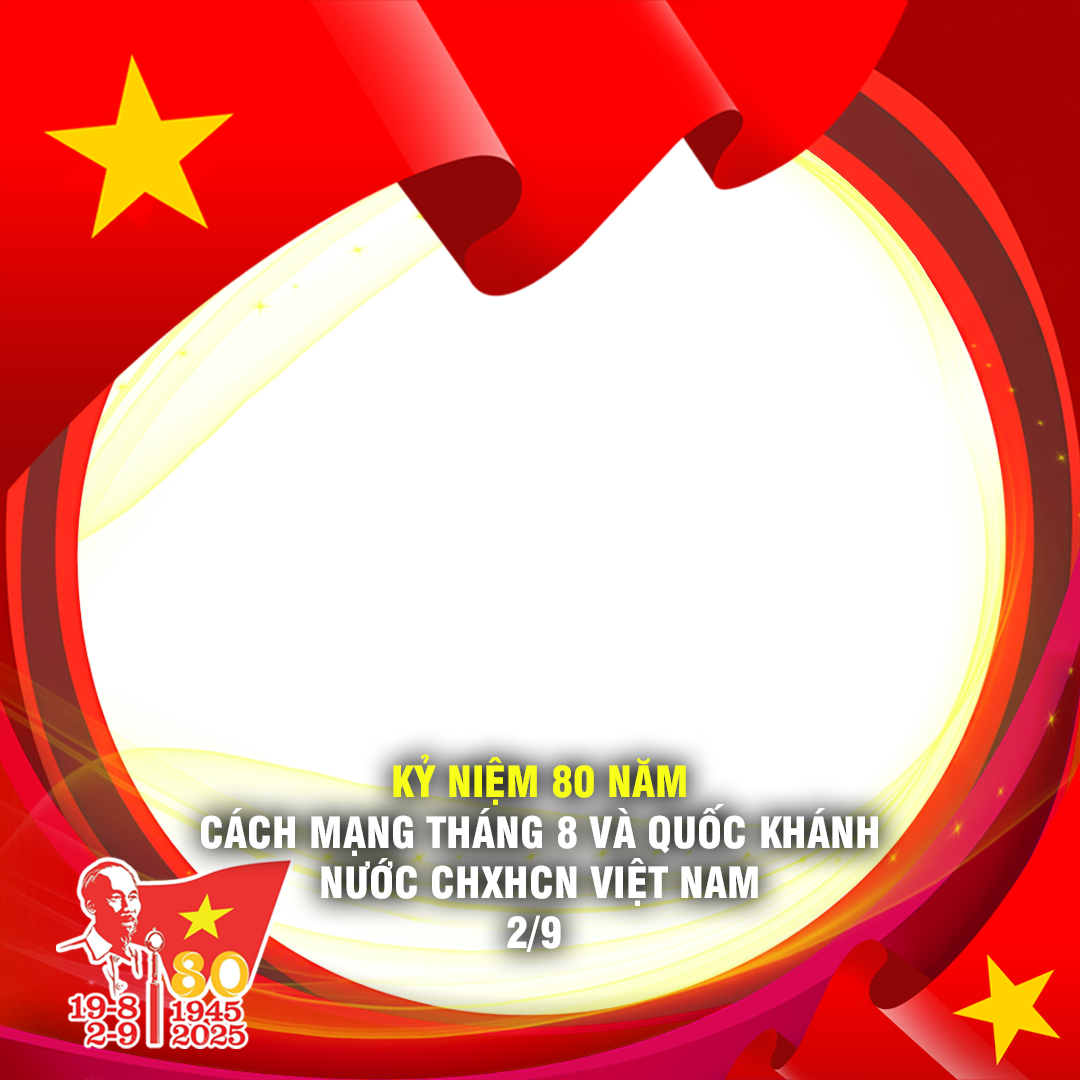 KỶ NIỆM 80 NĂM
CÁCH MẠNG THÁNG 8 VÀ QUỐC KHÁNH
NƯỚC CHXHCN VIỆT NAM
2/9
80
19-8 1945
2-9 2025